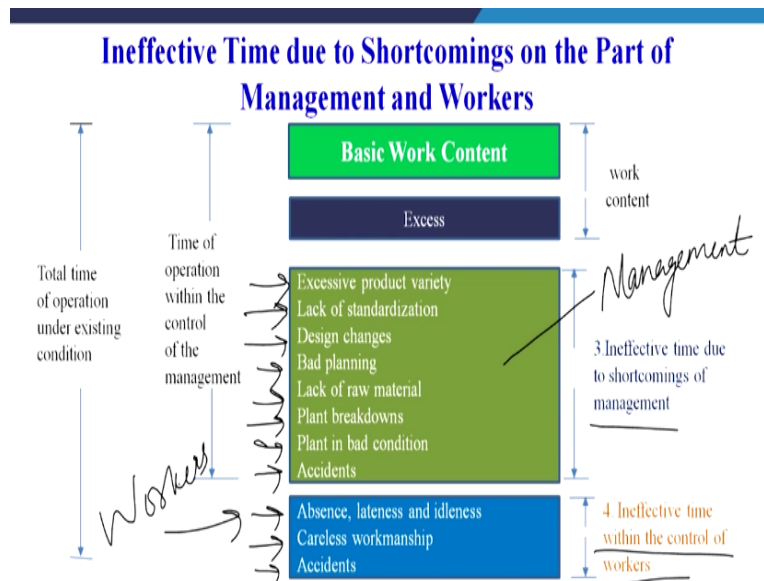 Ineffective Time due to Shortcomings on the Part of
Management and Workers
Basic Work Content
work
content
Excess
Time of
operation
within the
control
of the
management
Total time
of operation
under existing
condition
Excessive product variety
Lack of standardization
Design changes
Bad planning
Lack of raw material
Plant breakdowns
Plant in bad condition
Accidents
Management
3.Ineffective time due
to shortcomings of
management
Workers
Absence, lateness and idleness
Careless workmanship
Accidents
4. Ineffective time
within the control of
workers